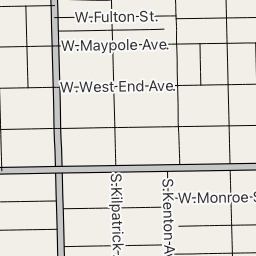 W. Fulton St.
W. Maypole Ave.
W. West End Ave.
S. Kilpatrick
S. Kenton
W. Monroe